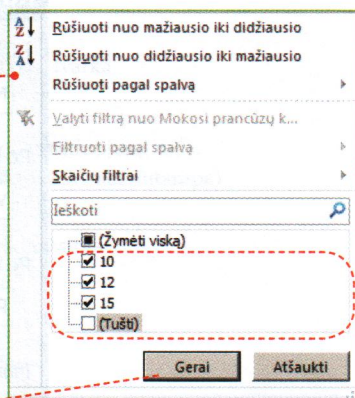 Rūšiuoti nuo mažiausio iki didžiausio
Rūšiuoti nuo didžiausio iki mažiausio
Rūšiuoti pagal spalvą
Valyti filtrą nuo Mokosi prancūzų k...
Filtruoti pagal spalvą
Skaičių filtrai
Ieškoti
(Žymėti viską)
10
12
15
(Tušti)
Gerai Atšaukti